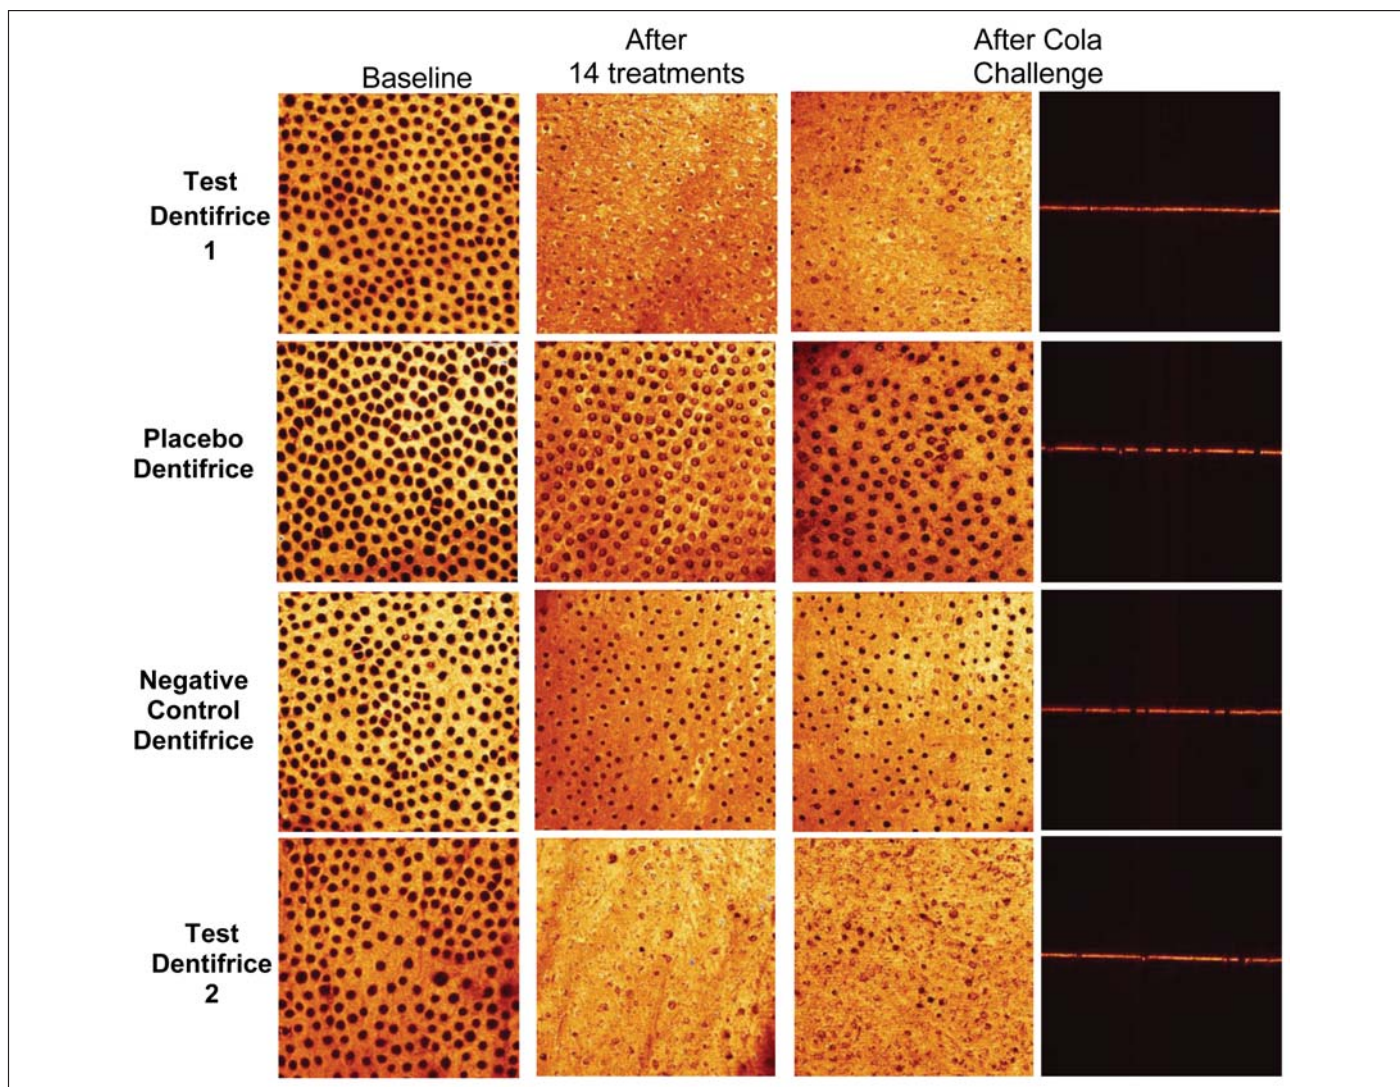 Baseline
After
14 treatments
After Cola
Challenge
Test
Dentifrice
1
Placebo
Dentifrice
Negative
Control
Dentifrice
Test
Dentifrice
2